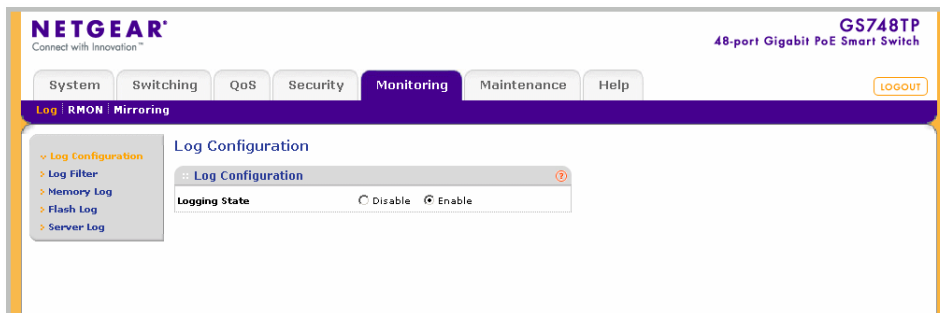 NETGEAR®
Connect with Innovation™
GS748TP
48-port Gigabit PoE Smart Switch
System Switching QoS Security Monitoring Maintenance Help
LOGOUT
Log RMON Mirroring
Log Configuration
Log Filter
Memory Log
Flash Log
Server Log
Log Configuration
:: Log Configuration ?
Logging State Disable Enable